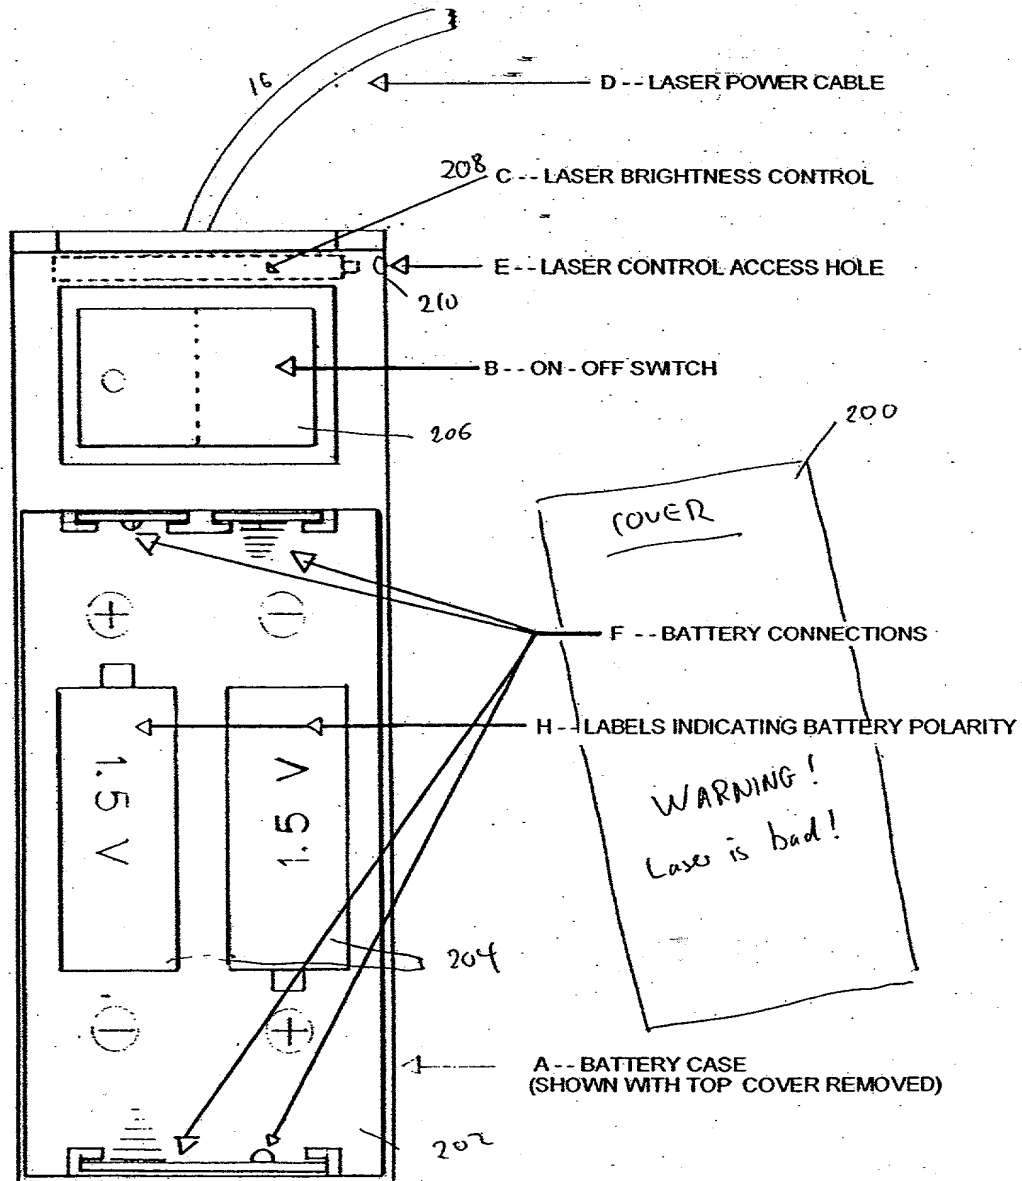 16
D -- LASER POWER CABLE
208
C -- LASER BRIGHTNESS CONTROL
E -- LASER CONTROL ACCESS HOLE
210
B -- ON - OFF SWITCH
206
200
COVER
F -- BATTERY CONNECTIONS
H -- LABELS INDICATING BATTERY POLARITY
1.5 V
1.5 V
WARNING!
Laser is bad!
204
A -- BATTERY CASE
(SHOWN WITH TOP COVER REMOVED)
202